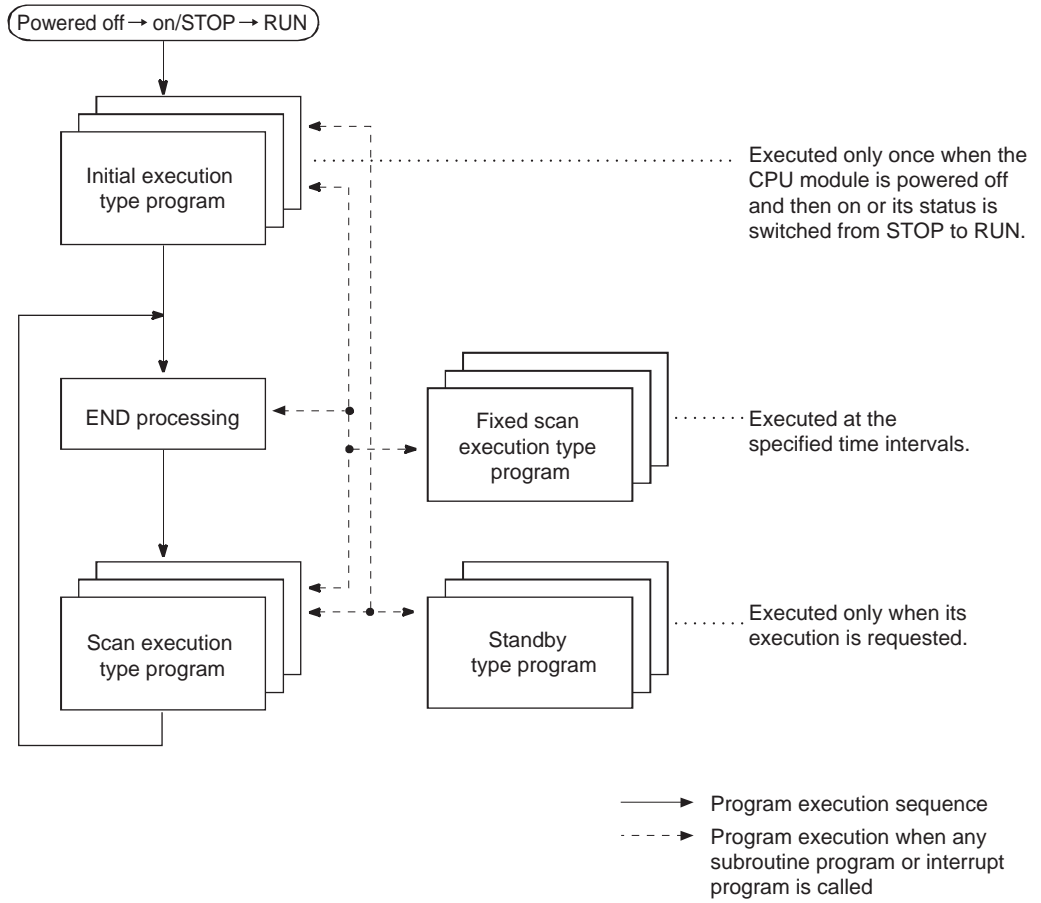 Powered off → on/STOP → RUN
Initial execution
type program
Executed only once when the
CPU module is powered off
and then on or its status is
switched from STOP to RUN.
END processing
Fixed scan
execution type
program
Executed at the
specified time intervals.
Scan execution
type program
Standby
type program
Executed only when its
execution is requested.
Program execution sequence
Program execution when any
subroutine program or interrupt
program is called